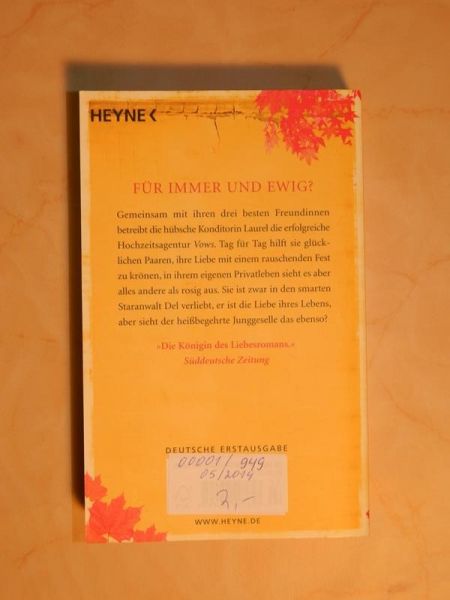 HEYNE<
FÜR IMMER UND EWIG?
Gemeinsam mit ihren drei besten Freundinnen
betreibt die hübsche Konditorin Laurel die erfolgreiche
Hochzeitsagentur Vows. Tag für Tag hilft sie glück-
lichen Paaren, ihre Liebe mit einem rauschenden Fest
zu krönen, in ihrem eigenen Privatleben sieht es aber
alles andere als rosig aus. Sie ist zwar in den smarten
Staranwalt Del verliebt, er ist die Liebe ihres Lebens,
aber sieht der heißbegehrte Junggeselle das ebenso?
»Die Königin des Liebesromans.«
Süddeutsche Zeitung
DEUTSCHE ERSTAUSGABE
00001/949
05/2014
2,-
WWW.HEYNE.DE